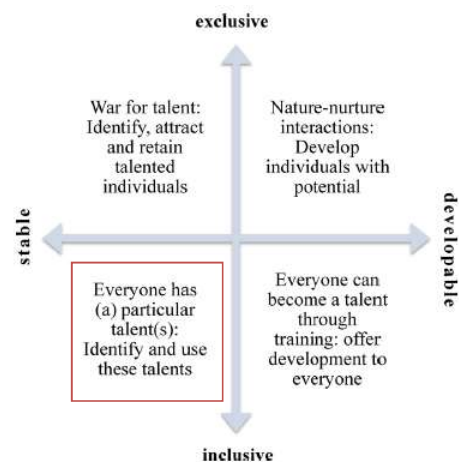 exclusive
War for talent:
Identify, attract
and retain
talented
individuals
Nature-nurture
interactions:
Develop
individuals with
potential
stable
developable
Everyone has
(a) particular
talent(s):
Identify and use
these talents
Everyone can
become a talent
through
training: offer
development to
everyone
inclusive